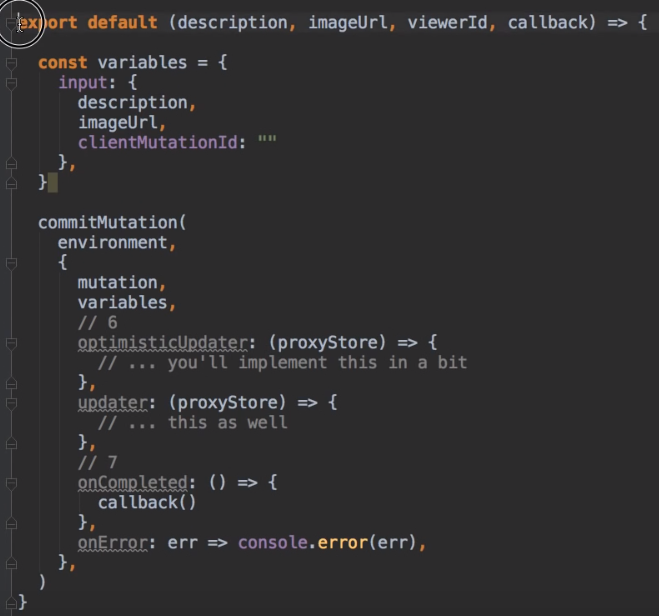 export default (description, imageUrl, viewerId, callback) => {
const variables = {
input: {
description,
imageUrl,
clientMutationId: ""
},
}
commitMutation(
environment,
{
mutation,
variables,
// 6
optimisticUpdater: (proxyStore) => {
// ... you'll implement this in a bit
},
updater: (proxyStore) => {
// ... this as well
},
// 7
onCompleted: () => {
callback()
},
onError: err => console.error(err),
},
)
}